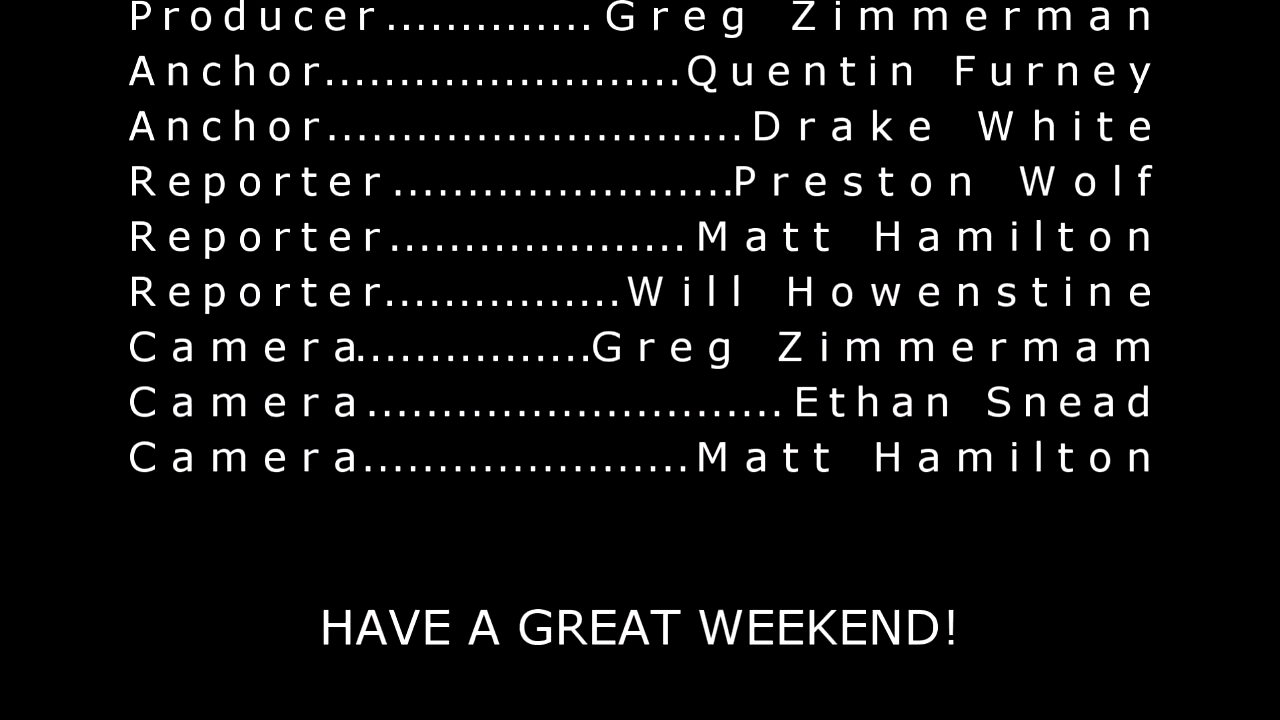 Producer..............Greg Zimmerman
Anchor........................Quentin Furney
Anchor............................Drake White
Reporter.......................Preston Wolf
Reporter....................Matt Hamilton
Reporter................Will Howenstine
Camera................Greg Zimmermam
Camera............................Ethan Snead
Camera......................Matt Hamilton
HAVE A GREAT WEEKEND!